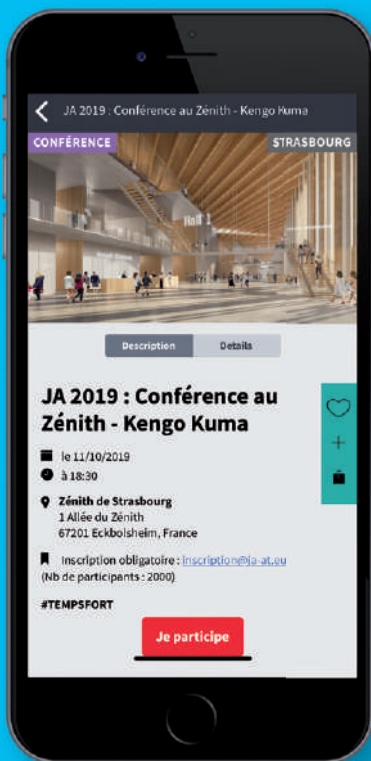 JA 2019 : Conférence au Zénith - Kengo Kuma
CONFÉRENCE
STRASBOURG
Hall 1
Description
Details
JA 2019 : Conférence au
Zénith - Kengo Kuma
le 11/10/2019
à 18:30
Zénith de Strasbourg
1 Allée du Zénith
67201 Eckbolsheim, France
Inscription obligatoire : inscription@ja-at.eu
(Nb de participants : 2000)
#TEMPSFORT
Je participe